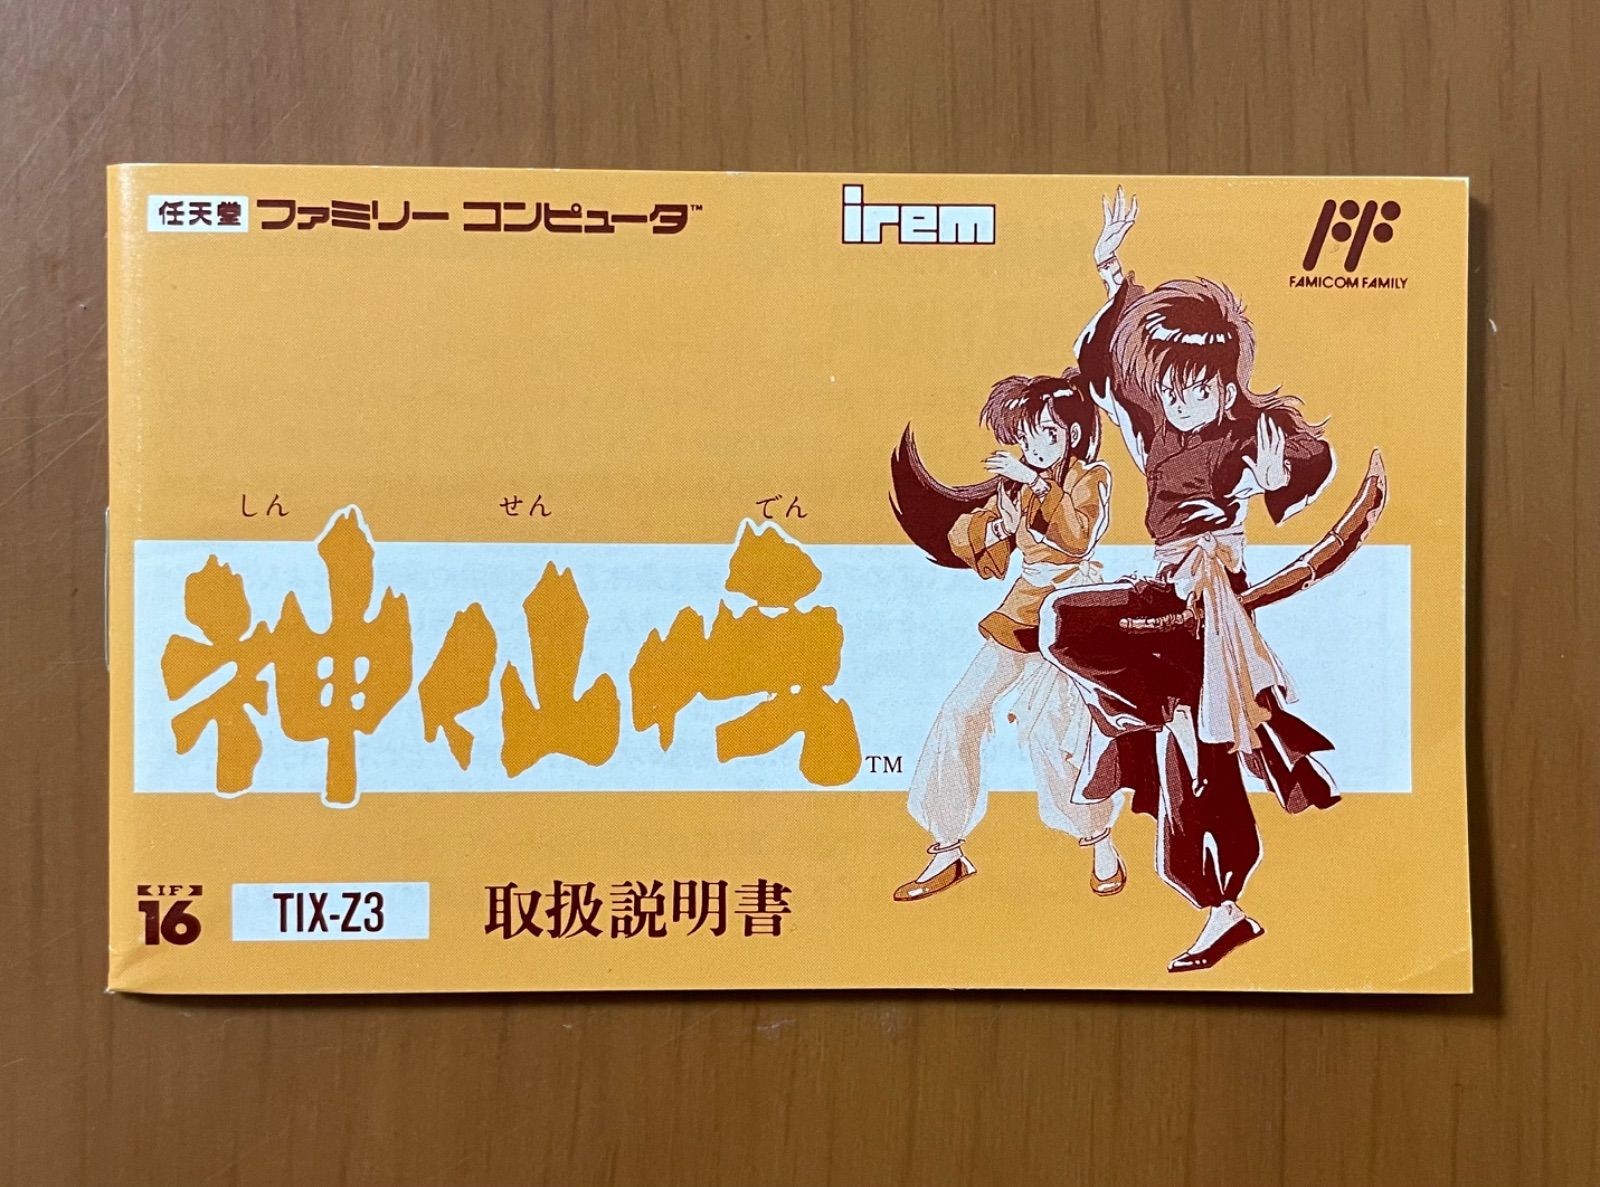 任天堂 ファミリー コンピュータ™
irem
FAMICOM FAMILY
しん せん でん
神仙伝 TM
IF
16
TIX-Z3
取扱説明書